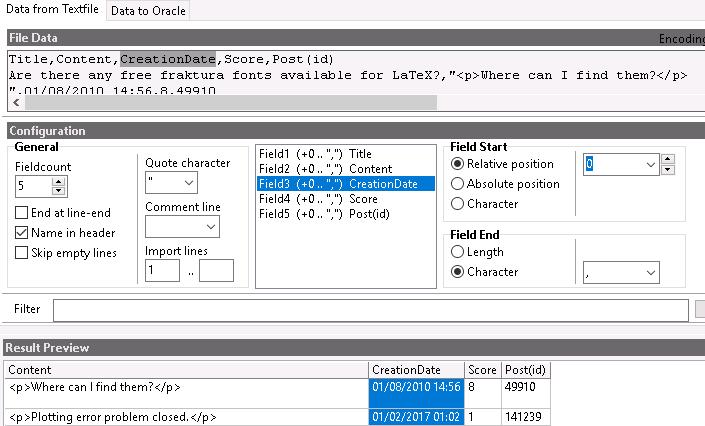 Data from Textfile
Data to Oracle
File Data
Encoding
Title,Content,CreationDate,Score,Post(id)
Are there any free fraktura fonts available for LaTeX?,"<p>Where can I find them?</p>
",01/08/2010 14:56,8,49910
Configuration
General
Fieldcount
5
End at line-end
Name in header
Skip empty lines
Quote character
"
Comment line
Import lines
1 ..
Field1 (+0 .. ",") Title
Field2 (+0 .. ",") Content
Field3 (+0 .. ",") CreationDate
Field4 (+0 .. ",") Score
Field5 (+0 .. ",") Post(id)
Field Start
Relative position
0
Absolute position
Character
Field End
Length
Character
,
Filter
Result Preview
Content CreationDate Score Post(id)
<p>Where can I find them?</p> 01/08/2010 14:56 8 49910
<p>Plotting error problem closed.</p> 01/02/2017 01:02 1 141239